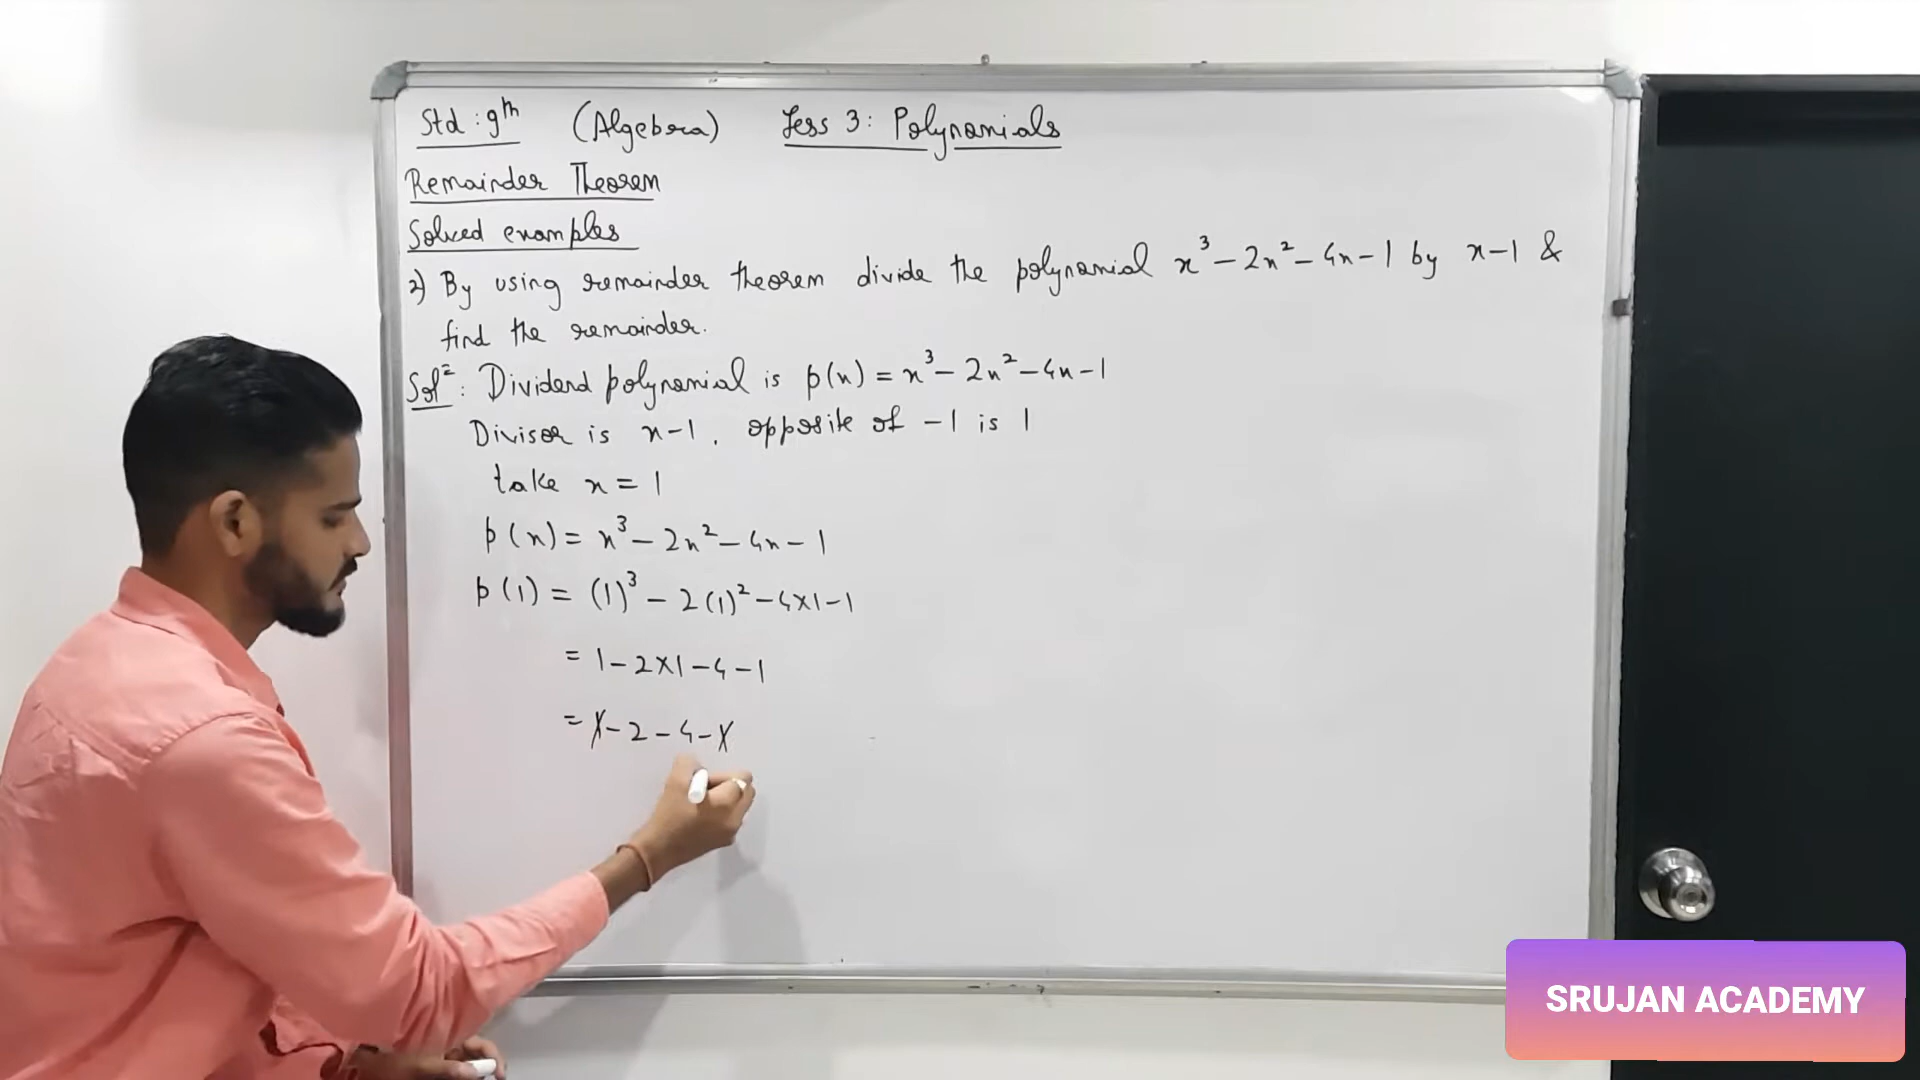 Std : 9th (Algebra) Less 3: Polynomials
Remainder Theorem
Solved examples
2) By using remainder theorem divide the polynomial x³ - 2x² - 4x - 1 by x-1 &
find the remainder.
Solⁿ: Dividend polynomial is p(x) = x³ - 2x² - 4x - 1
Divisor is x-1. opposite of -1 is 1
take x = 1
p(x) = x³ - 2x² - 4x - 1
p(1) = (1)³ - 2(1)² - 4×1-1
= 1 - 2×1 - 4 - 1
= 1 - 2 - 4 - 1
SRUJAN ACADEMY